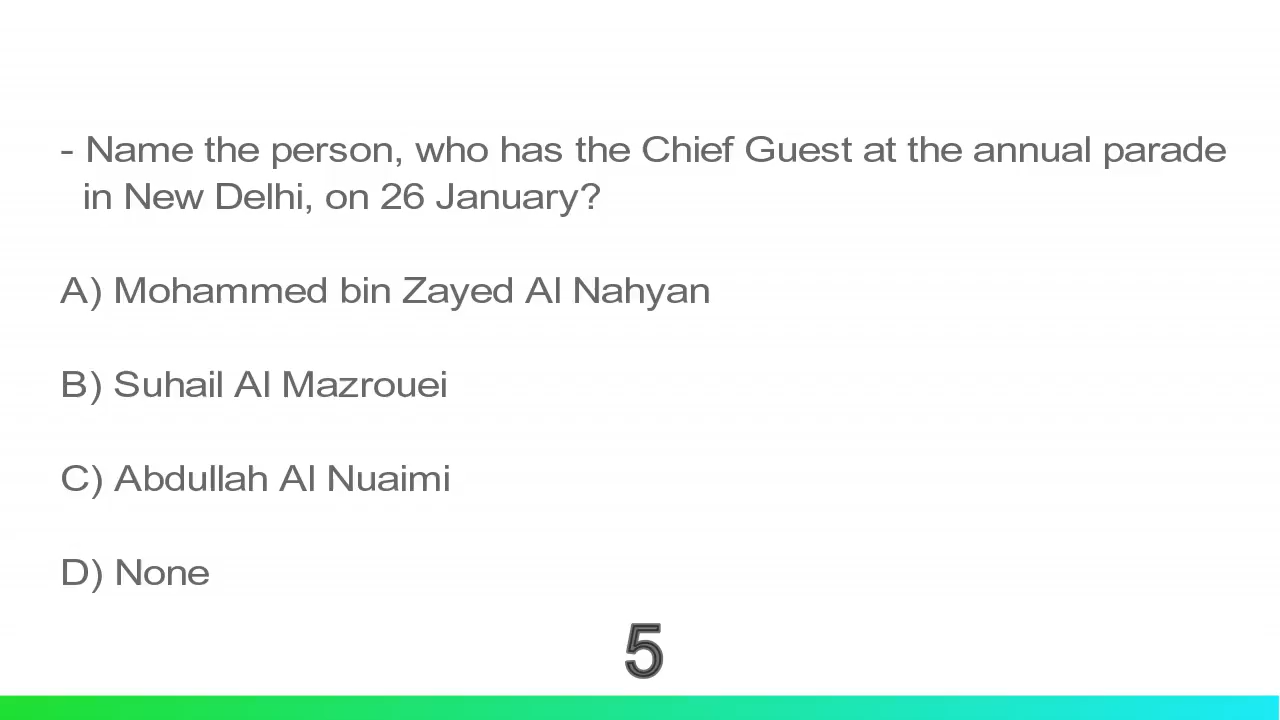 - Name the person, who has the Chief Guest at the annual parade
in New Delhi, on 26 January?
A) Mohammed bin Zayed Al Nahyan
B) Suhail Al Mazrouei
C) Abdullah Al Nuaimi
D) None
5